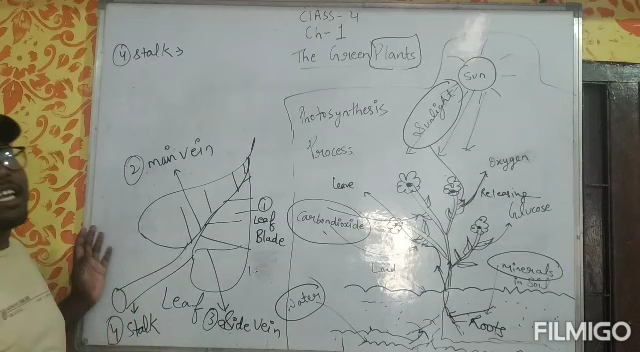 CLASS-4
Ch-1
The Green Plants
④ Stalk →
Sun
Sunlight
Photosynthesis
Process
② main vein
Oxygen
Leave
Releasing
Glucose
①
Leaf
Blade
Carbondioxide
Minerals
in soil
Water
Leaf
④ Stalk
③ Side vein
Roots
FILMIGO